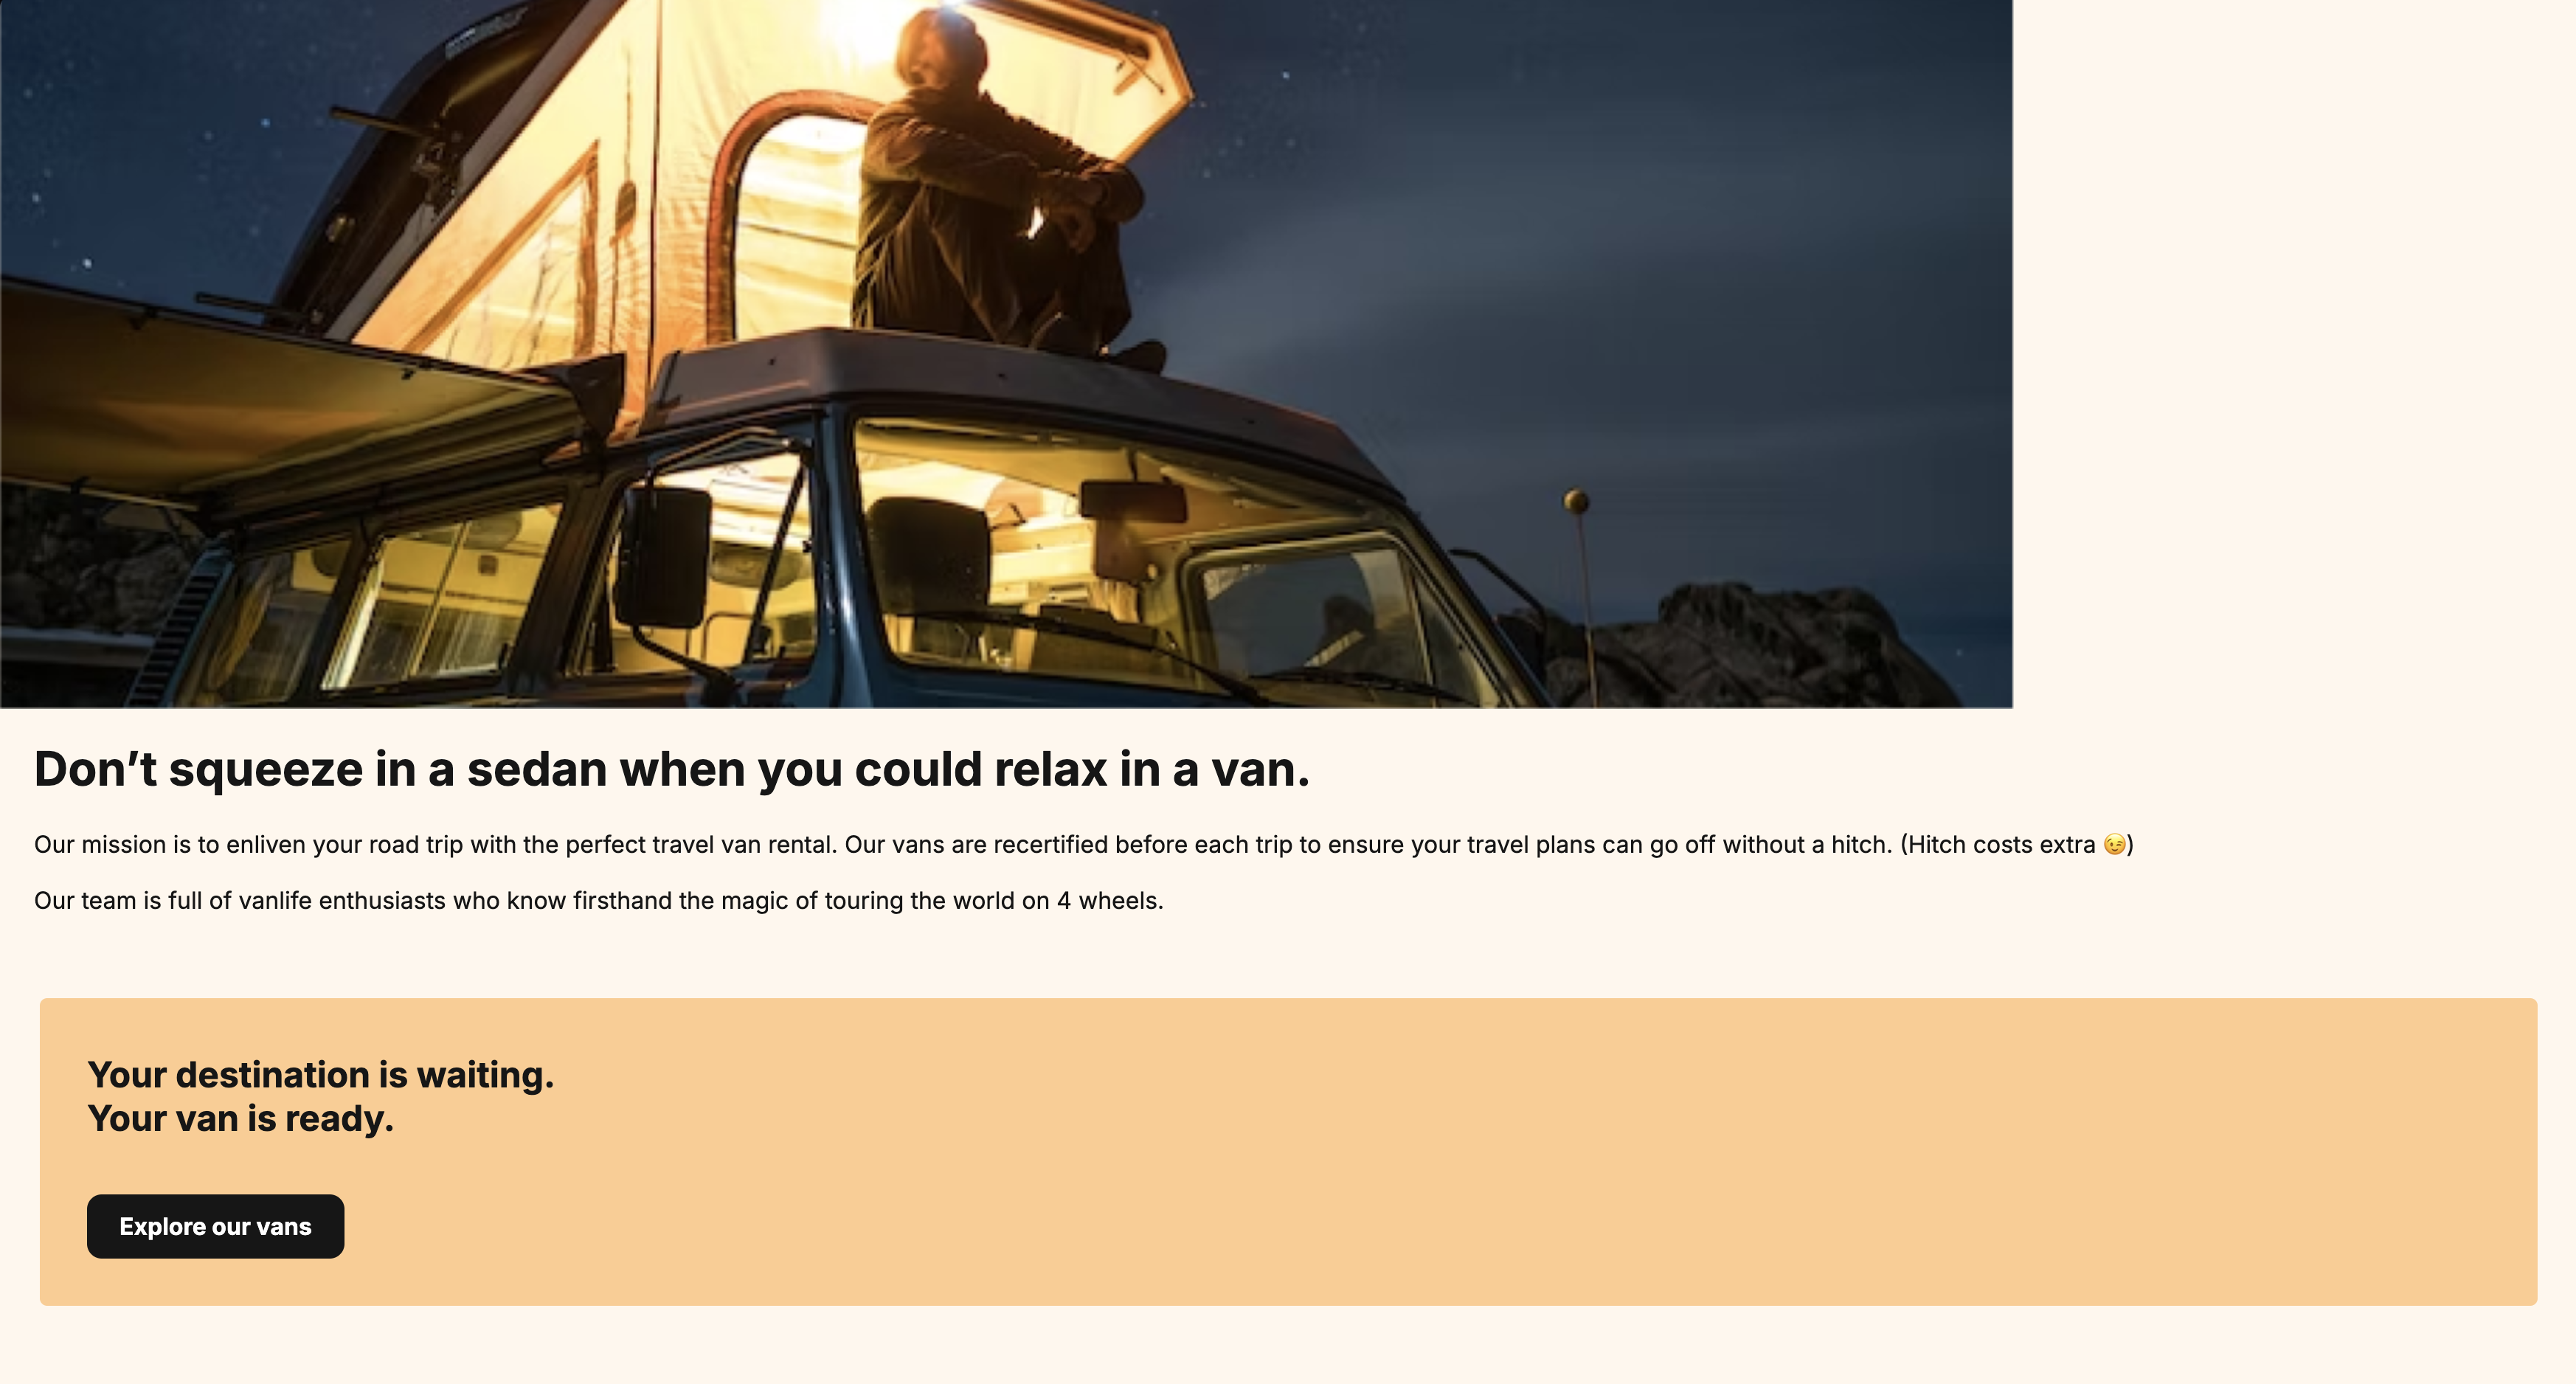 Don’t squeeze in a sedan when you could relax in a van.
Our mission is to enliven your road trip with the perfect travel van rental. Our vans are recertified before each trip to ensure your travel plans can go off without a hitch. (Hitch costs extra 😉)
Our team is full of vanlife enthusiasts who know firsthand the magic of touring the world on 4 wheels.
Your destination is waiting.
Your van is ready.
Explore our vans